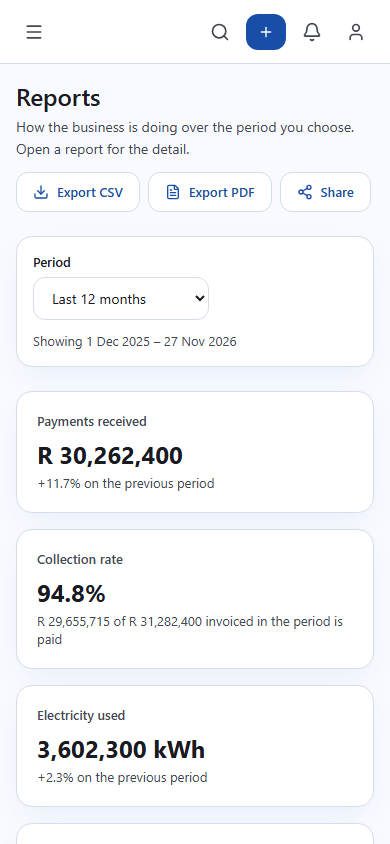 Reports
How the business is doing over the period you choose.
Open a report for the detail.
Export CSV
Export PDF
Share
Period
Last 12 months
Showing 1 Dec 2025 – 27 Nov 2026
Payments received
R 30,262,400
+11.7% on the previous period
Collection rate
94.8%
R 29,655,715 of R 31,282,400 invoiced in the period is
paid
Electricity used
3,602,300 kWh
+2.3% on the previous period